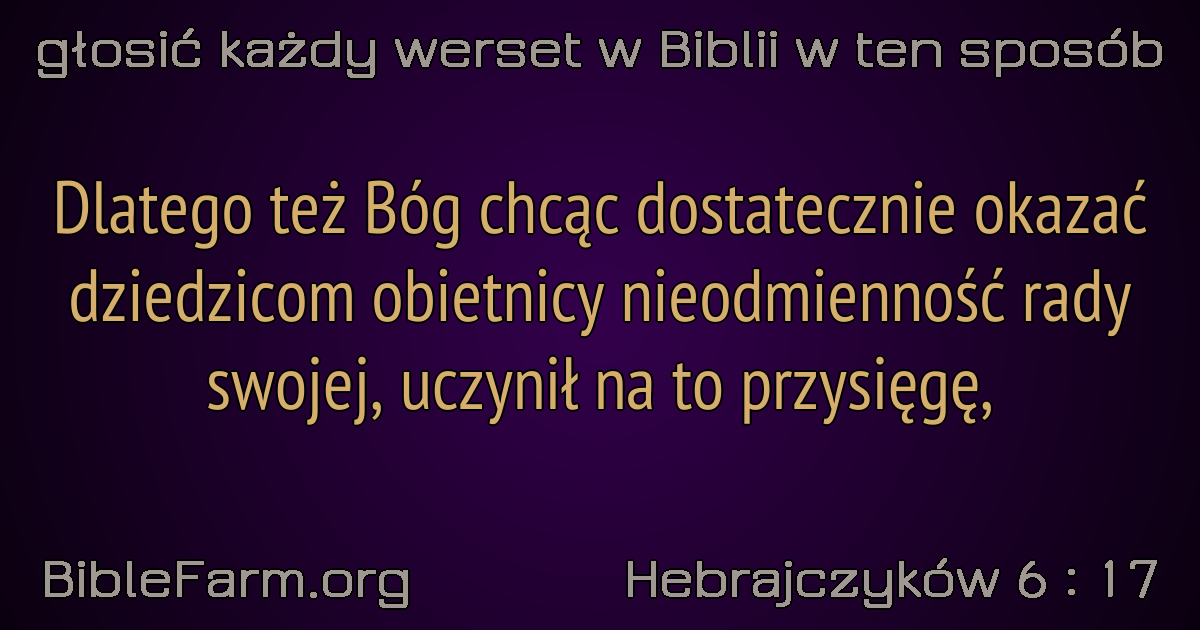 głosić każdy werset w Biblii w ten sposób
Dlatego też Bóg chcąc dostatecznie okazać
dziedzicom obietnicy nieodmienność rady
swojej, uczynił na to przysięgę,
BibleFarm.org
Hebrajczyków 6 : 17